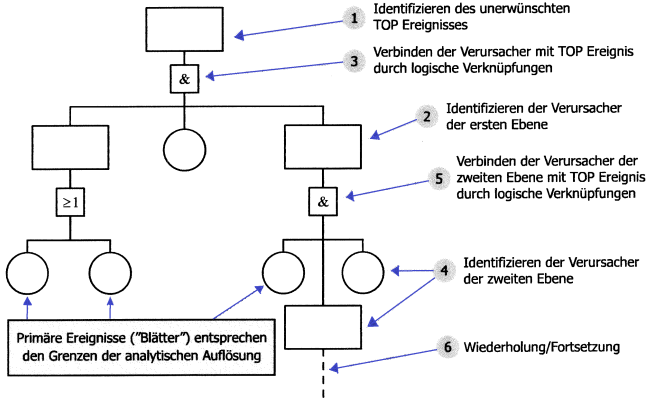 1 Identifizieren des unerwünschten
TOP Ereignisses
3 Verbinden der Verursacher mit TOP Ereignis
durch logische Verknüpfungen
&
2 Identifizieren der Verursacher
der ersten Ebene
5 Verbinden der Verursacher der
zweiten Ebene mit TOP Ereignis
durch logische Verknüpfungen
≥1
&
4 Identifizieren der Verursacher
der zweiten Ebene
Primäre Ereignisse ("Blätter") entsprechen
den Grenzen der analytischen Auflösung
6 Wiederholung/Fortsetzung